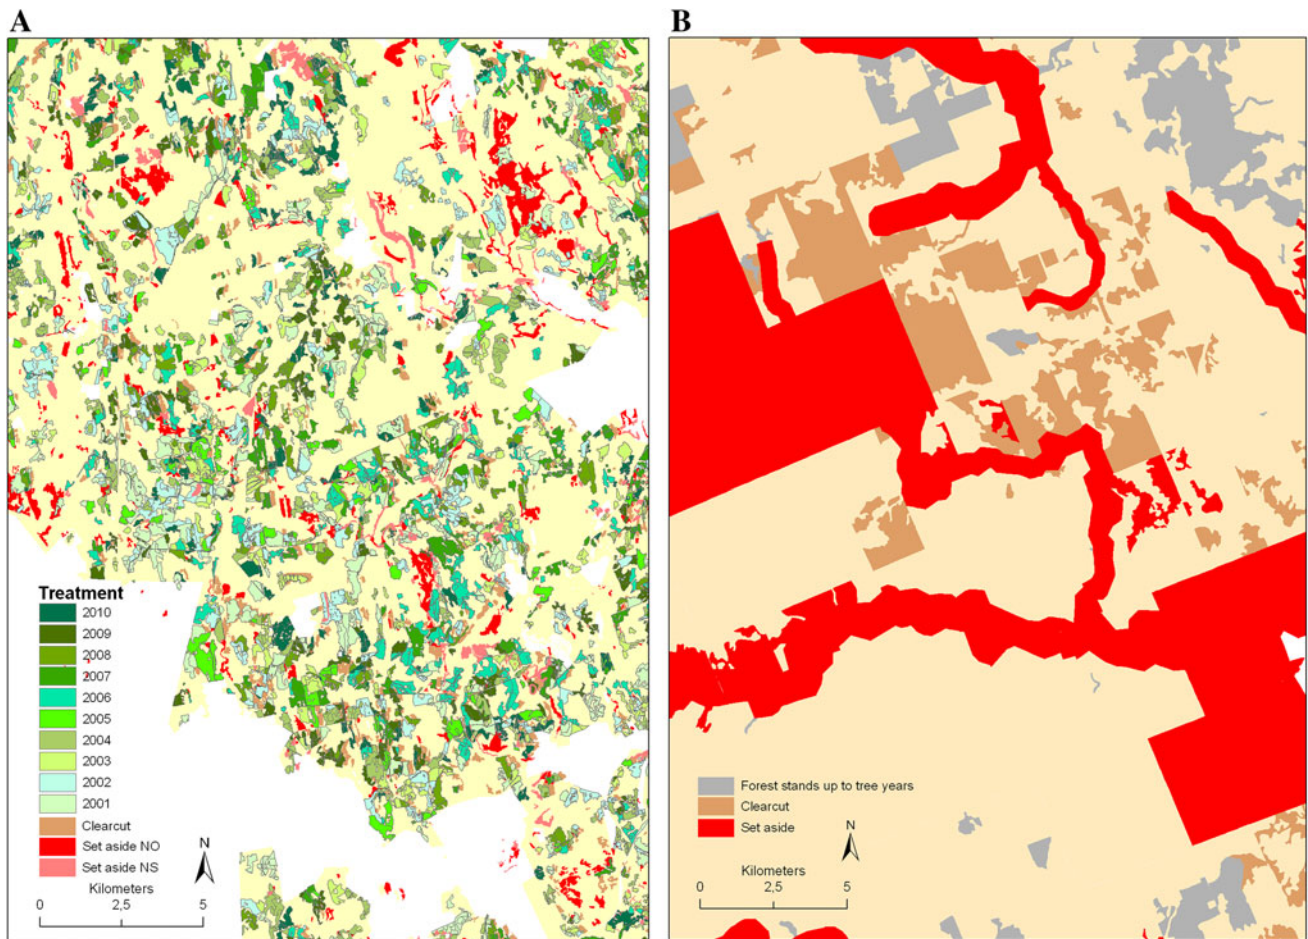 A
B
Treatment
2010
2009
2008
2007
2006
2005
2004
2003
2002
2001
Clearcut
Set aside NO
Set aside NS
N
Kilometers
0 2,5 5
Forest stands up to tree years
Clearcut
Set aside
N
Kilometers
0 2,5 5